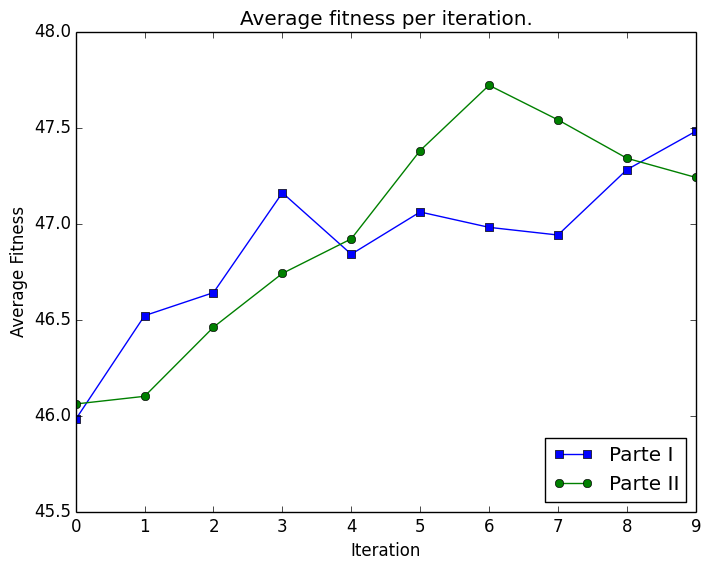 Average fitness per iteration.
48.0
47.5
47.0
46.5
46.0
45.5
Average Fitness
0 1 2 3 4 5 6 7 8 9
Iteration
Parte I
Parte II